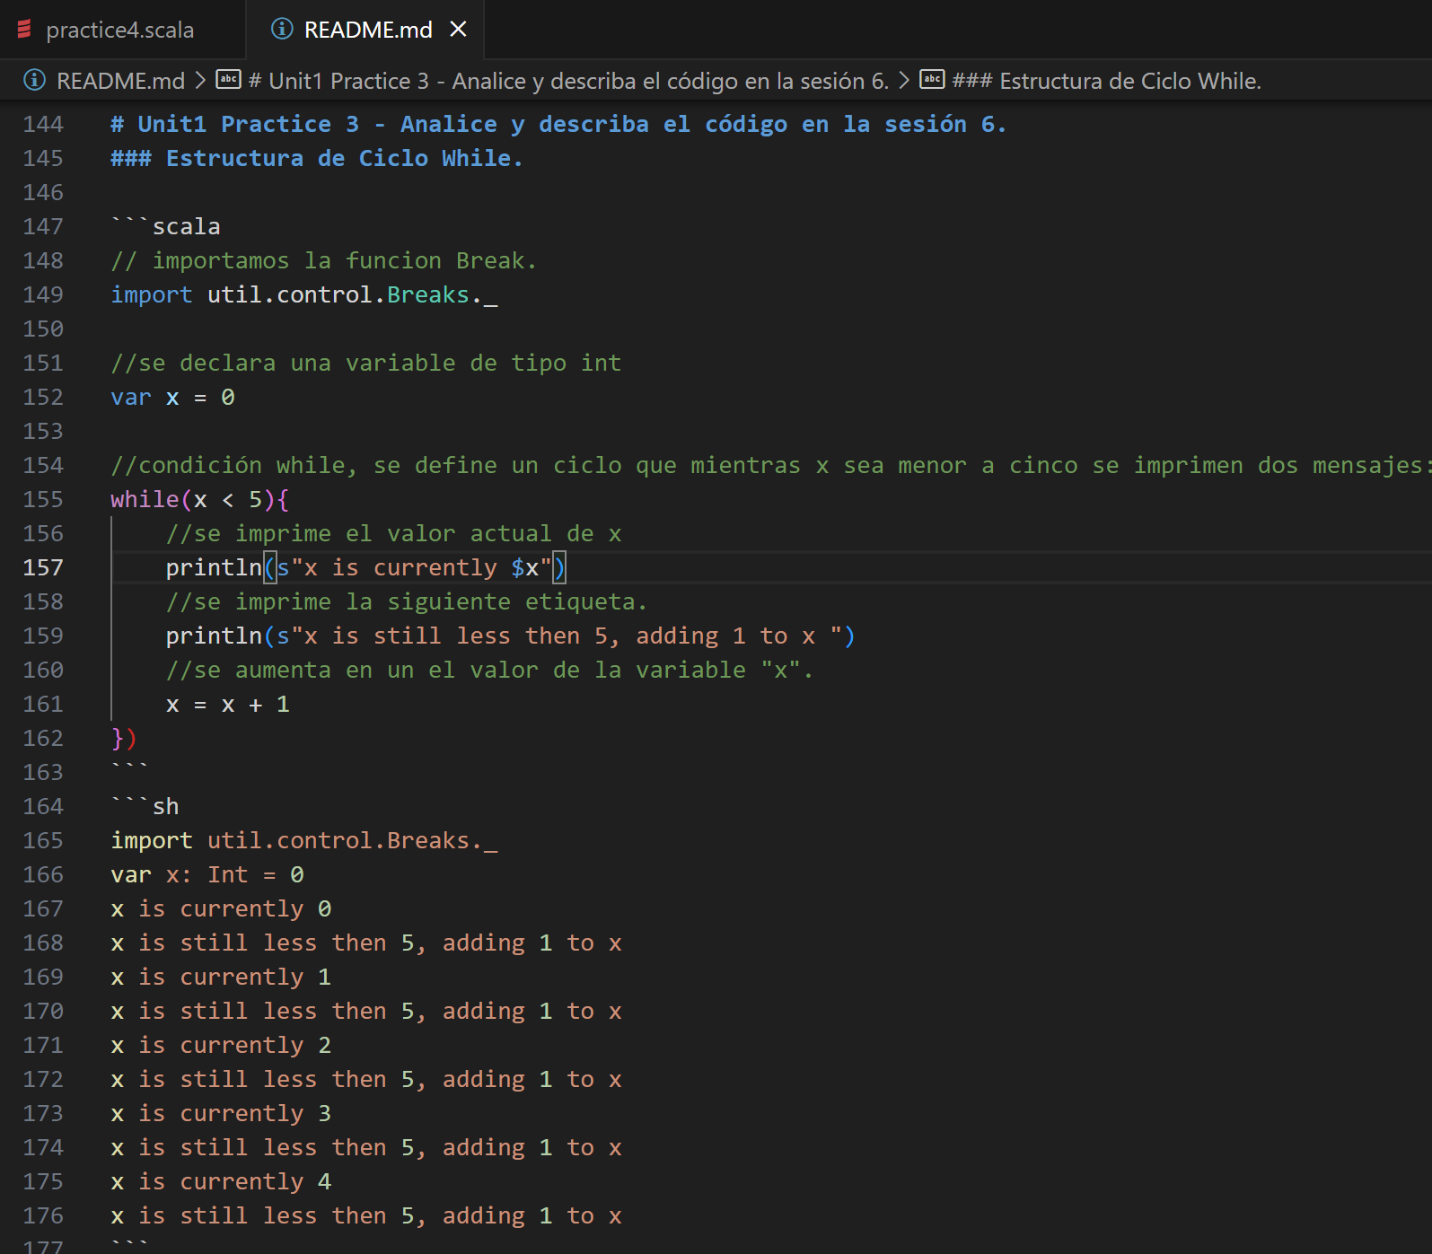 practice4.scala
README.md
README.md > # Unit1 Practice 3 - Analice y describa el código en la sesión 6. > ### Estructura de Ciclo While.
144 # Unit1 Practice 3 - Analice y describa el código en la sesión 6.
145 ### Estructura de Ciclo While.
146
147 ```scala
148 // importamos la funcion Break.
149 import util.control.Breaks._
150
151 //se declara una variable de tipo int
152 var x = 0
153
154 //condición while, se define un ciclo que mientras x sea menor a cinco se imprimen dos mensajes:
155 while(x < 5){
156     //se imprime el valor actual de x
157     println(s"x is currently $x")
158     //se imprime la siguiente etiqueta.
159     println(s"x is still less then 5, adding 1 to x ")
160     //se aumenta en un el valor de la variable "x".
161     x = x + 1
162 })
163 ```
164 ```sh
165 import util.control.Breaks._
166 var x: Int = 0
167 x is currently 0
168 x is still less then 5, adding 1 to x
169 x is currently 1
170 x is still less then 5, adding 1 to x
171 x is currently 2
172 x is still less then 5, adding 1 to x
173 x is currently 3
174 x is still less then 5, adding 1 to x
175 x is currently 4
176 x is still less then 5, adding 1 to x
177 ```